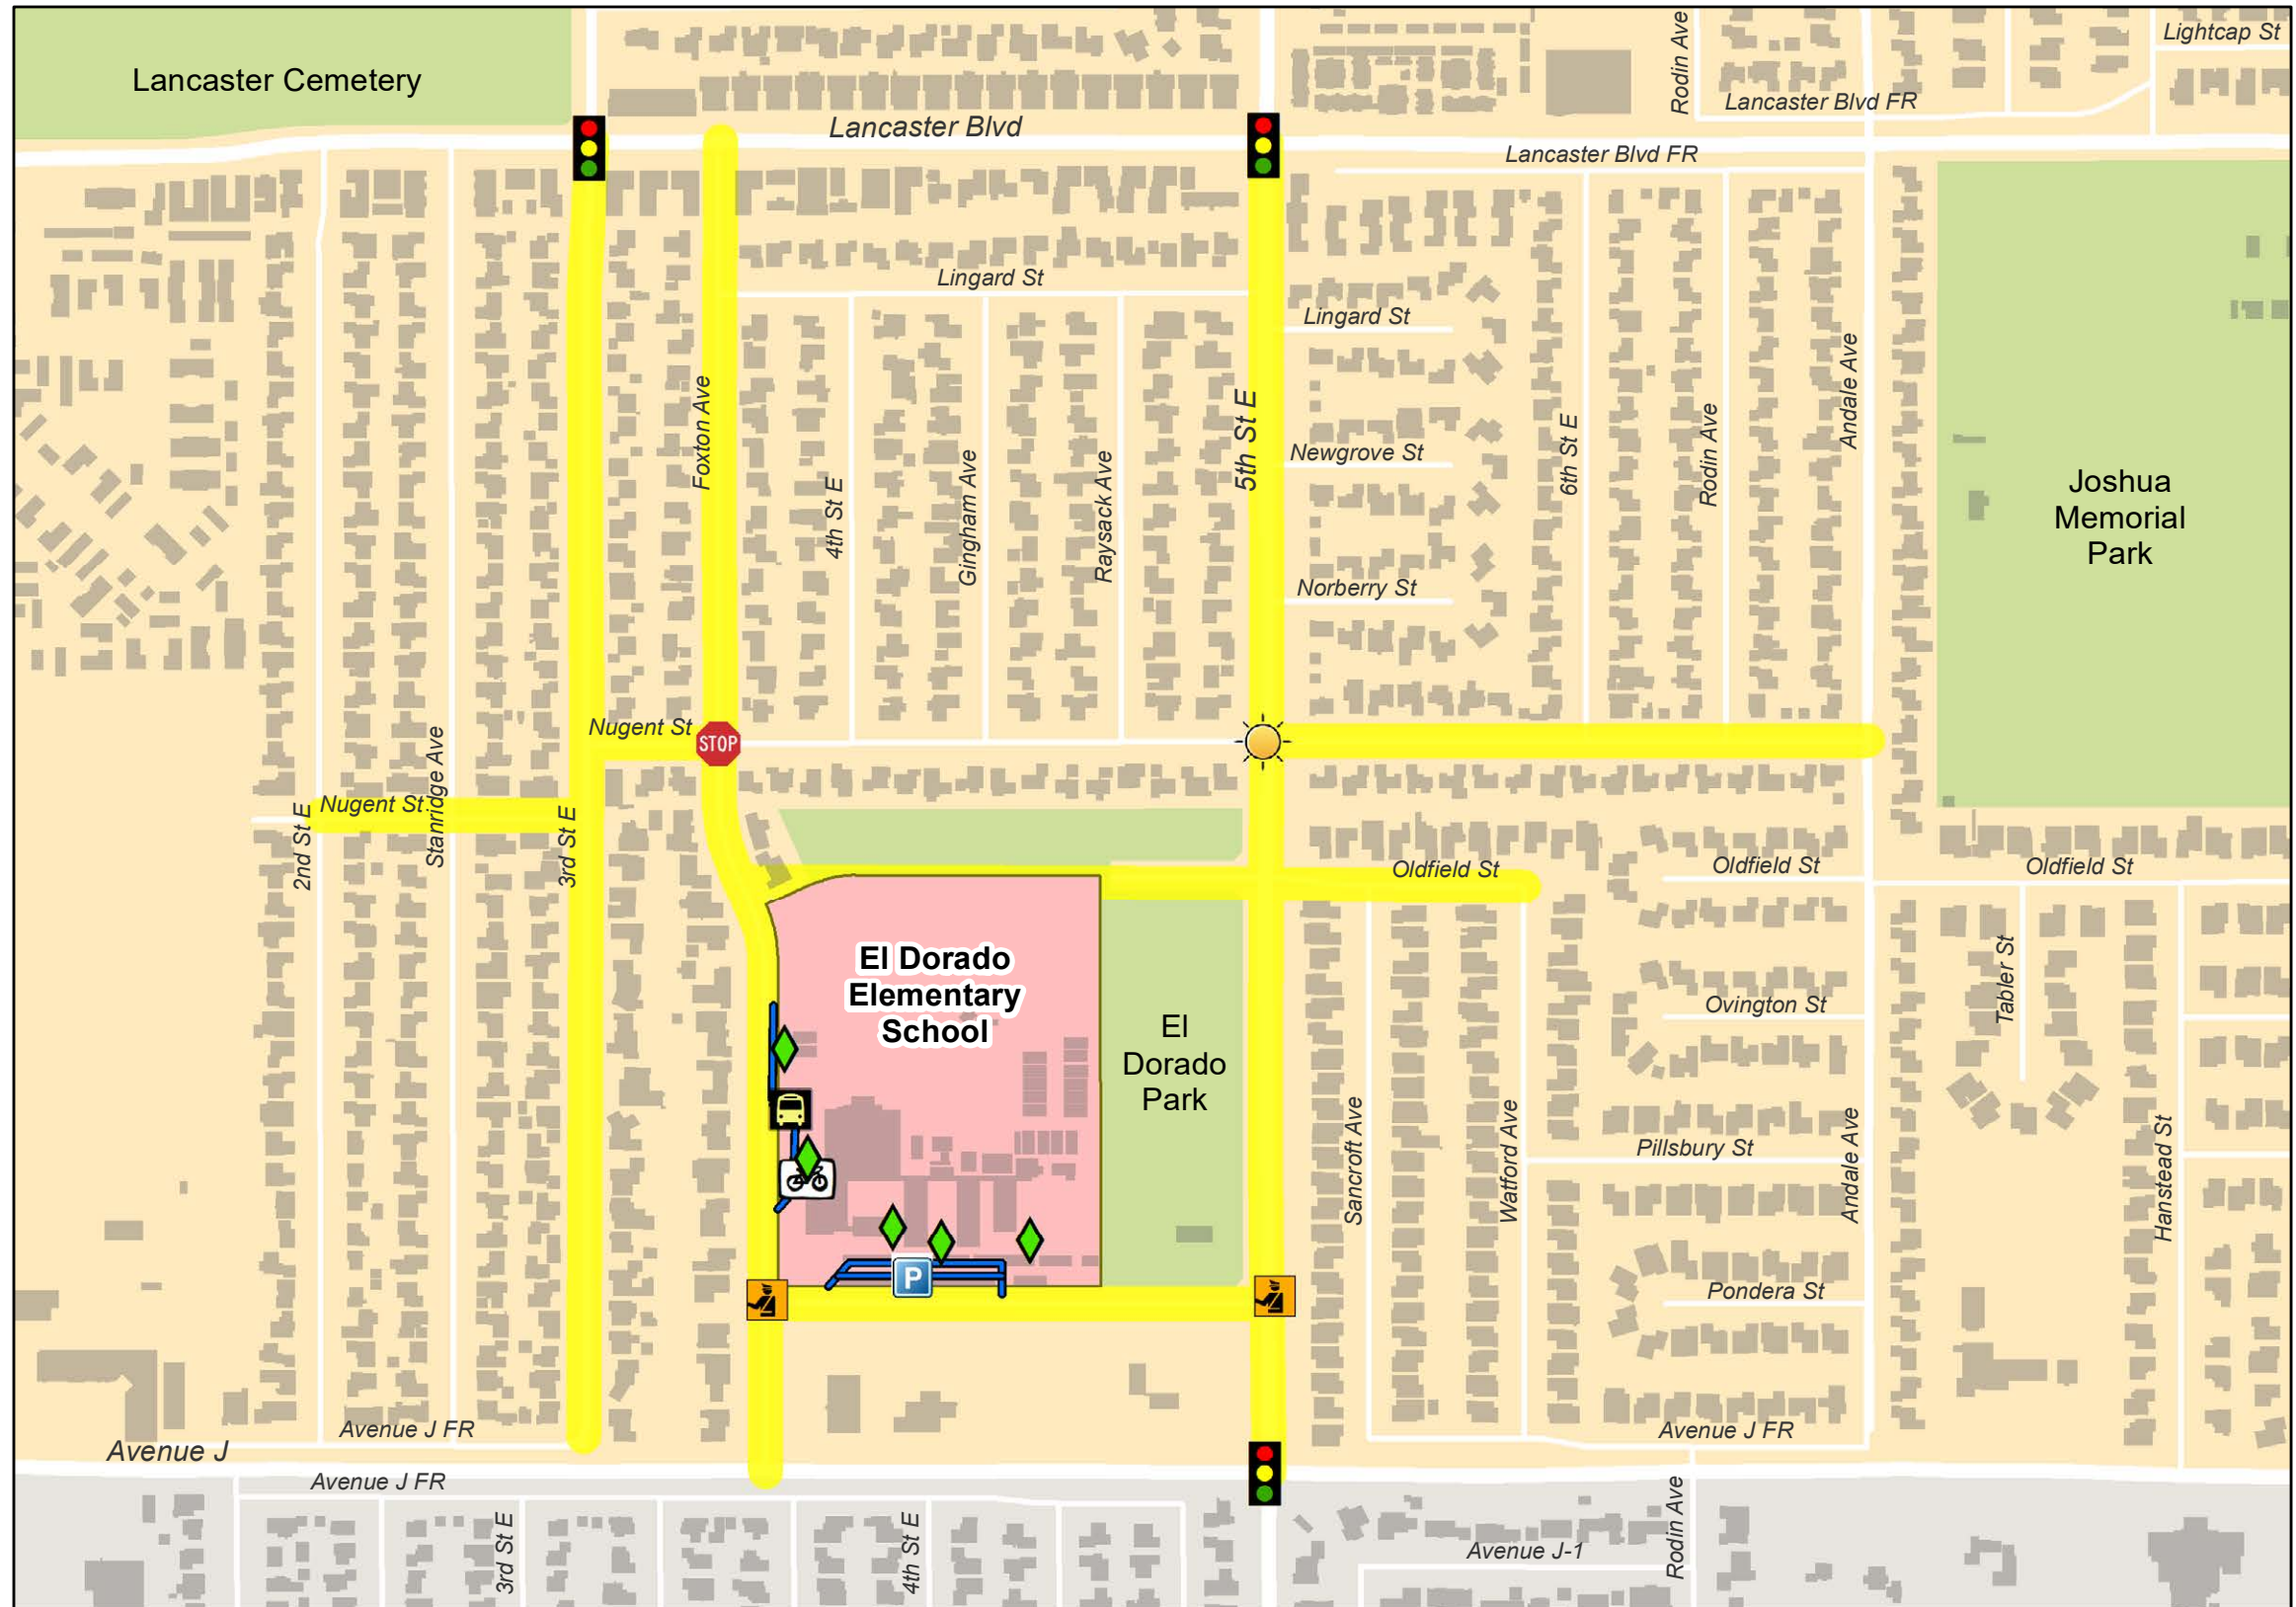 Lightcap St
Rodin Ave
Lancaster Cemetery
Lancaster Blvd FR
Lancaster Blvd
Lancaster Blvd FR
Lingard St
Lingard St
Foxton Ave
5th St E
Andale Ave
Newgrove St
6th St E
Rodin Ave
4th St E
Gingham Ave
Raysack Ave
Joshua
Memorial
Park
Norberry St
Nugent St
STOP
Nugent St
2nd St E
Stanridge Ave
3rd St E
Oldfield St
Oldfield St
Oldfield St
El Dorado
Elementary
School
El
Dorado
Park
Tabler St
Ovington St
Sancroft Ave
Watford Ave
Pillsbury St
Andale Ave
Hanstead St
P
Pondera St
Avenue J FR
Avenue J FR
Avenue J
Avenue J FR
3rd St E
4th St E
Avenue J-1
Rodin Ave